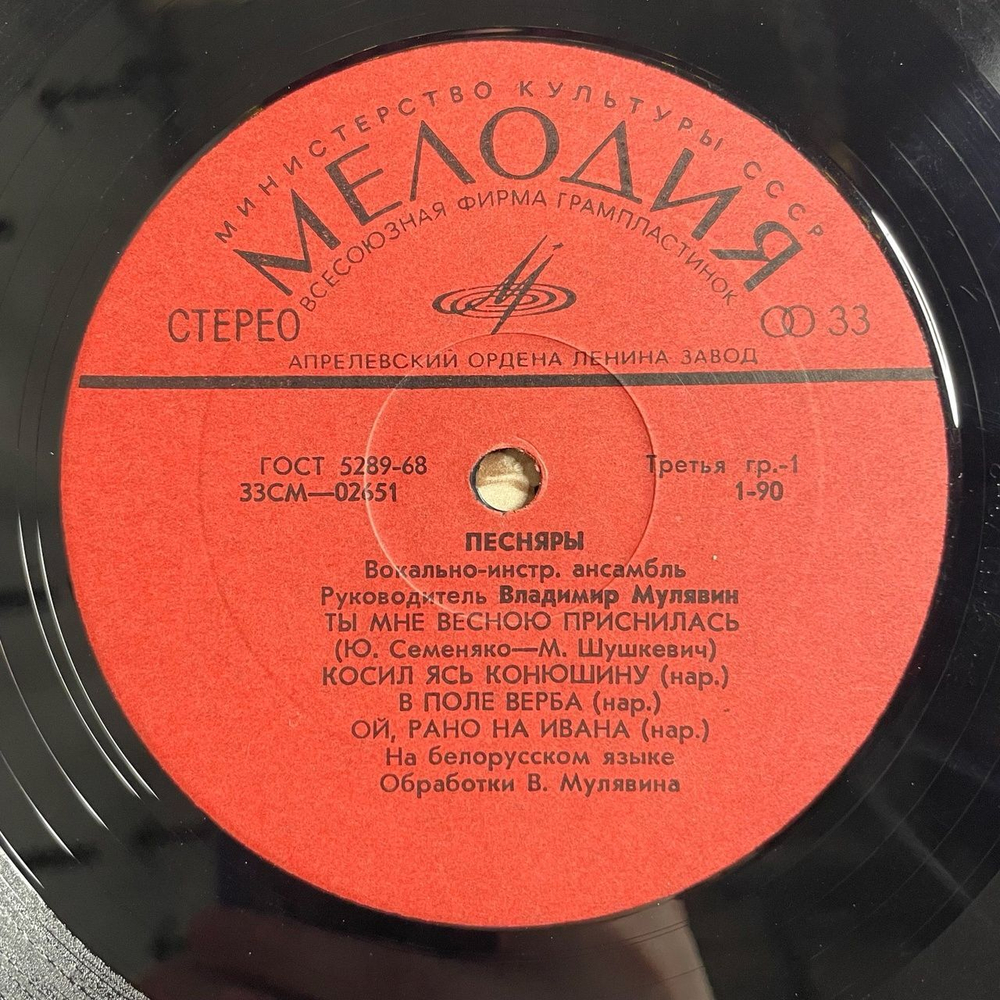 МИНИСТЕРСТВО КУЛЬТУРЫ СССР
МЕЛОДИЯ
ВСЕСОЮЗНАЯ ФИРМА ГРАМПЛАСТИНОК
СТЕРЕО
33
АПРЕЛЕВСКИЙ ОРДЕНА ЛЕНИНА ЗАВОД
ГОСТ 5289-68
Третья гр.-1
33СМ—02651
1-90
ПЕСНЯРЫ
Вокально-инстр. ансамбль
Руководитель Владимир Мулявин
ТЫ МНЕ ВЕСНОЮ ПРИСНИЛАСЬ
(Ю. Семеняко—М. Шушкевич)
КОСИЛ ЯСЬ КОНЮШИНУ (нар.)
В ПОЛЕ ВЕРБА (нар.)
ОЙ, РАНО НА ИВАНА (нар.)
На белорусском языке
Обработки В. Мулявина